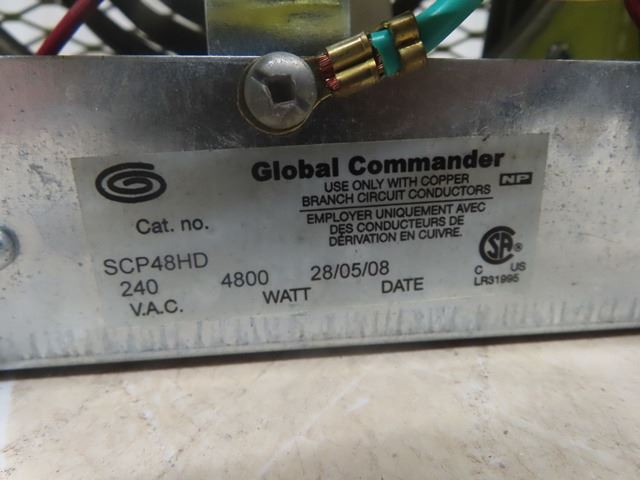 Global Commander
USE ONLY WITH COPPER
BRANCH CIRCUIT CONDUCTORS
NP
EMPLOYER UNIQUEMENT AVEC
DES CONDUCTEURS DE
DÉRIVATION EN CUIVRE.
Cat. no.
SCP48HD
240 4800 28/05/08
V.A.C. WATT DATE
SA ®
C US
LR31995